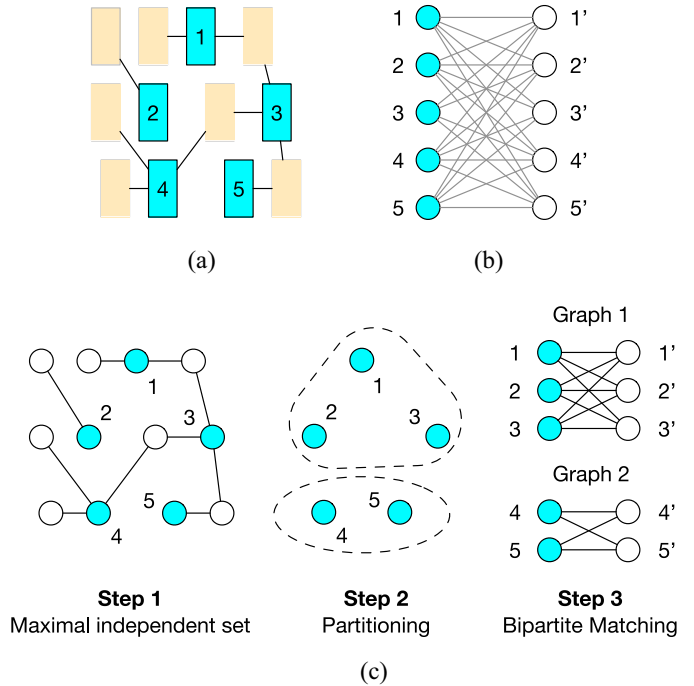 1
2
3
4
5
(a)
1 1'
2 2'
3 3'
4 4'
5 5'
(b)
1
2
3
4
5
Step 1
Maximal independent set
1
2
3
4
5
Step 2
Partitioning
Graph 1
1 1'
2 2'
3 3'
Graph 2
4 4'
5 5'
Step 3
Bipartite Matching
(c)